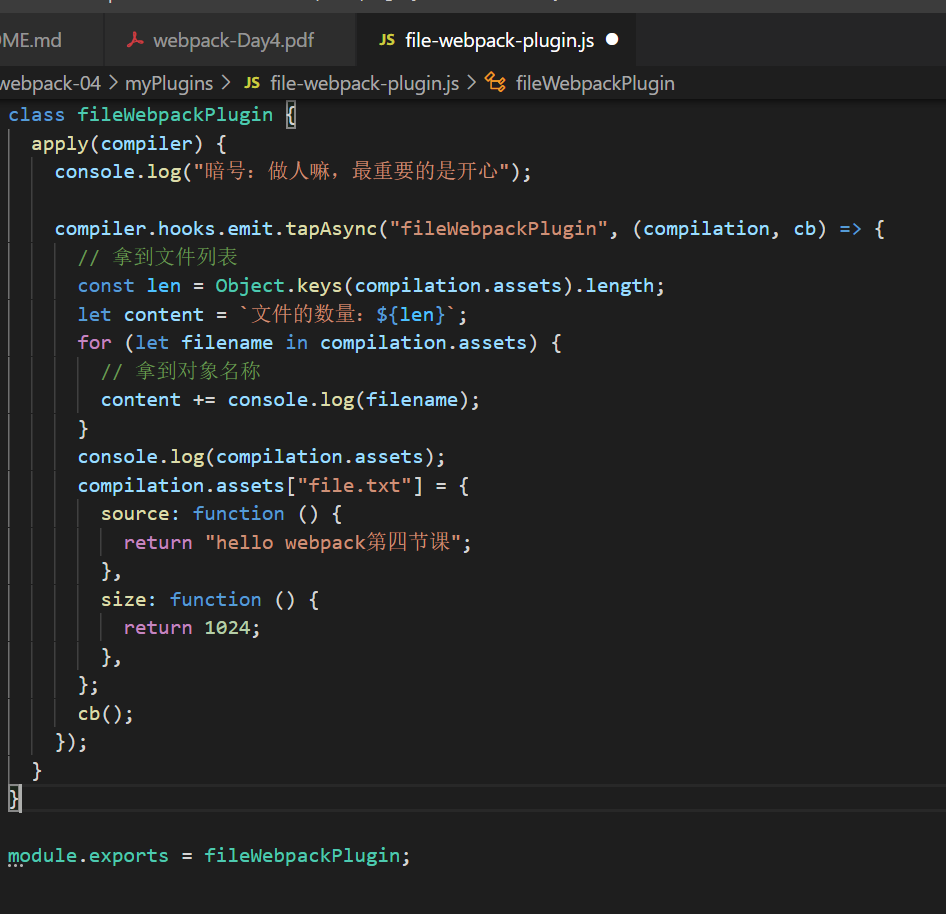 ME.md webpack-Day4.pdf JS file-webpack-plugin.js
webpack-04 > myPlugins > JS file-webpack-plugin.js > fileWebpackPlugin
class fileWebpackPlugin {
  apply(compiler) {
    console.log("暗号：做人嘛，最重要的是开心");

    compiler.hooks.emit.tapAsync("fileWebpackPlugin", (compilation, cb) => {
      // 拿到文件列表
      const len = Object.keys(compilation.assets).length;
      let content = `文件的数量：${len}`;
      for (let filename in compilation.assets) {
        // 拿到对象名称
        content += console.log(filename);
      }
      console.log(compilation.assets);
      compilation.assets["file.txt"] = {
        source: function () {
          return "hello webpack第四节课";
        },
        size: function () {
          return 1024;
        },
      };
      cb();
    });
  }
}

module.exports = fileWebpackPlugin;